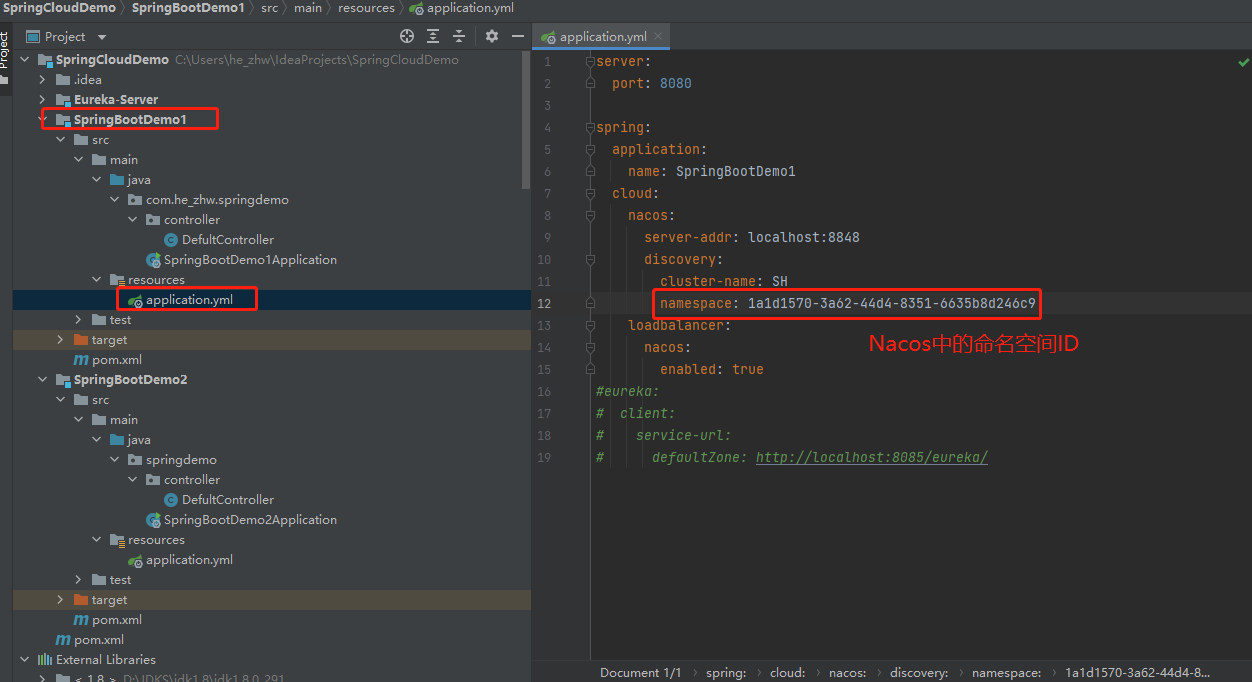 SpringCloudDemo SpringBootDemo1 src main resources application.yml
Project
Project
application.yml
SpringCloudDemo C:\Users\he_zhw\IdeaProjects\SpringCloudDemo
.idea
Eureka-Server
SpringBootDemo1
src
main
java
com.he_zhw.springdemo
controller
DefultController
SpringBootDemo1Application
resources
application.yml
test
target
pom.xml
SpringBootDemo2
src
main
java
springdemo
controller
DefultController
SpringBootDemo2Application
resources
application.yml
test
target
pom.xml
pom.xml
External Libraries
< 1.8 > D:\JDKS\jdk1.8\jdk1.8.0_291
1 server:
2 port: 8080
3
4 spring:
5 application:
6 name: SpringBootDemo1
7 cloud:
8 nacos:
9 server-addr: localhost:8848
10 discovery:
11 cluster-name: SH
12 namespace: 1a1d1570-3a62-44d4-8351-6635b8d246c9
13 loadbalancer:
Nacos中的命名空间ID
14 nacos:
15 enabled: true
16 #eureka:
17 # client:
18 # service-url:
19 # defaultZone: http://localhost:8085/eureka/
Document 1/1 spring: cloud: nacos: discovery: namespace: 1a1d1570-3a62-44d4-8...